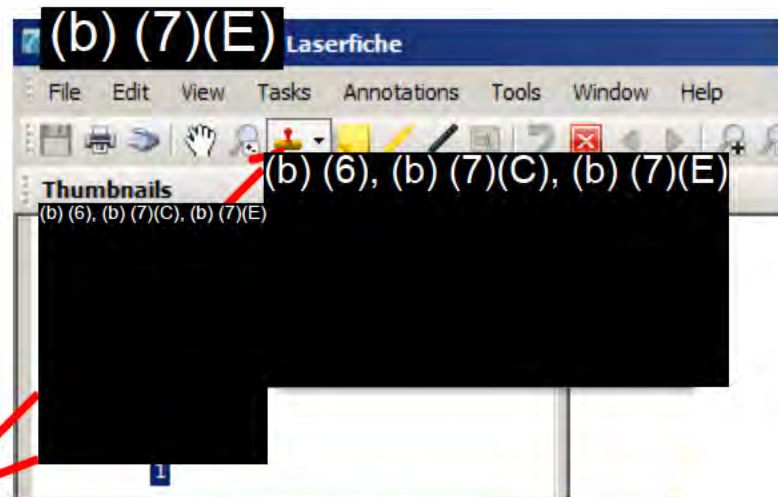 (b) (7)(E) Laserfiche
File Edit View Tasks Annotations Tools Window Help
(b) (6), (b) (7)(C), (b) (7)(E)
Thumbnails
(b) (6), (b) (7)(C), (b) (7)(E)
1